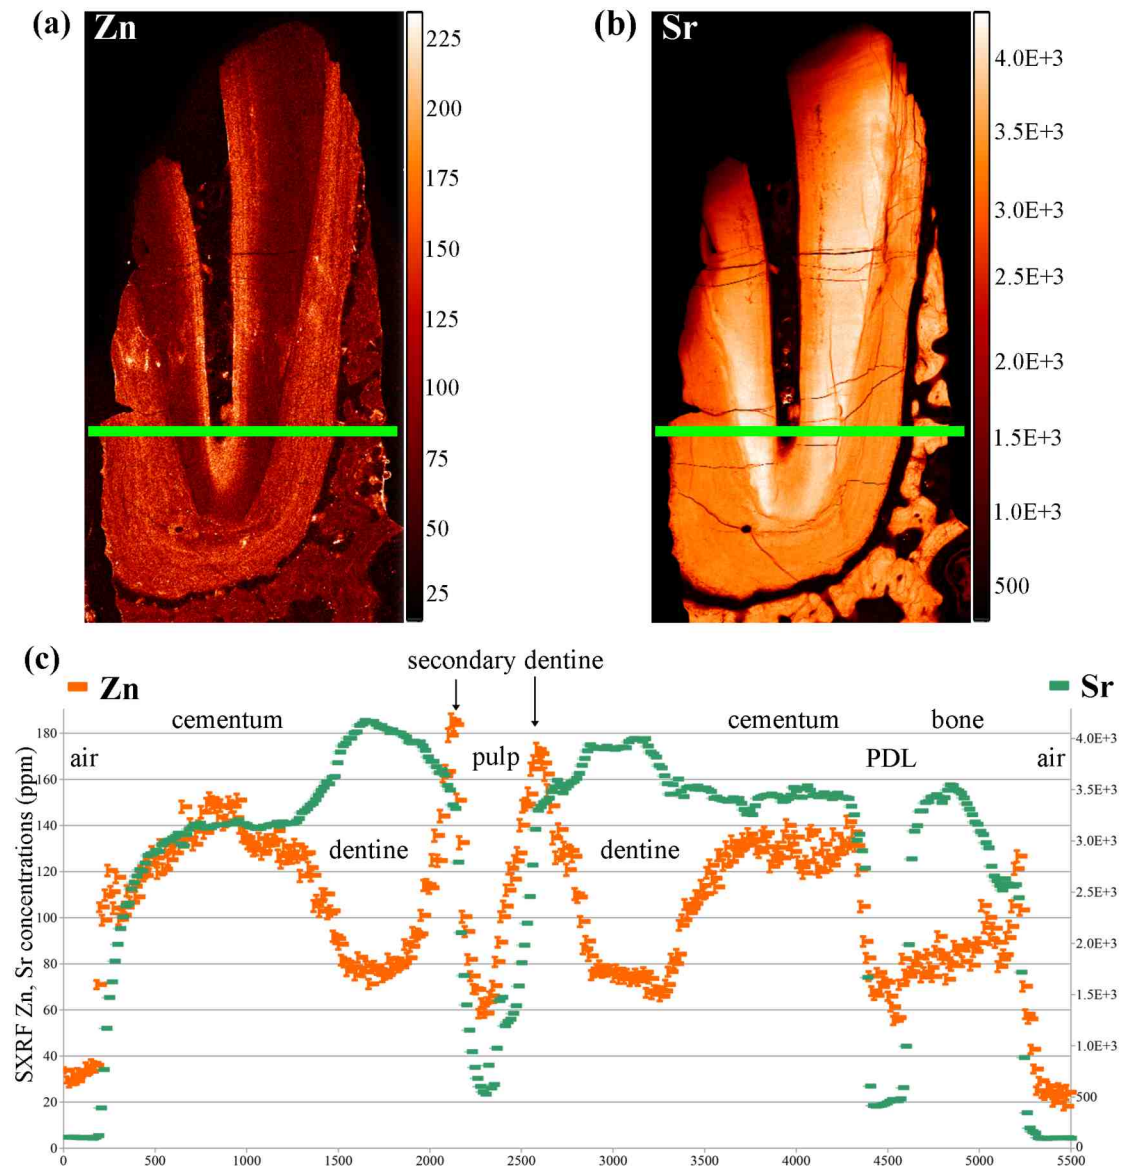 (a) Zn
225
200
175
150
125
100
75
50
25
(b) Sr
4.0E+3
3.5E+3
3.0E+3
2.5E+3
2.0E+3
1.5E+3
1.0E+3
500
(c)
secondary dentine
Zn
Sr
cementum
cementum
bone
air
pulp
PDL
air
dentine
dentine
SXRF Zn, Sr concentrations (ppm)
180
160
140
120
100
80
60
40
20
0
4.0E+3
3.5E+3
3.0E+3
2.5E+3
2.0E+3
1.5E+3
1.0E+3
500
0
0 500 1000 1500 2000 2500 3000 3500 4000 4500 5000 5500